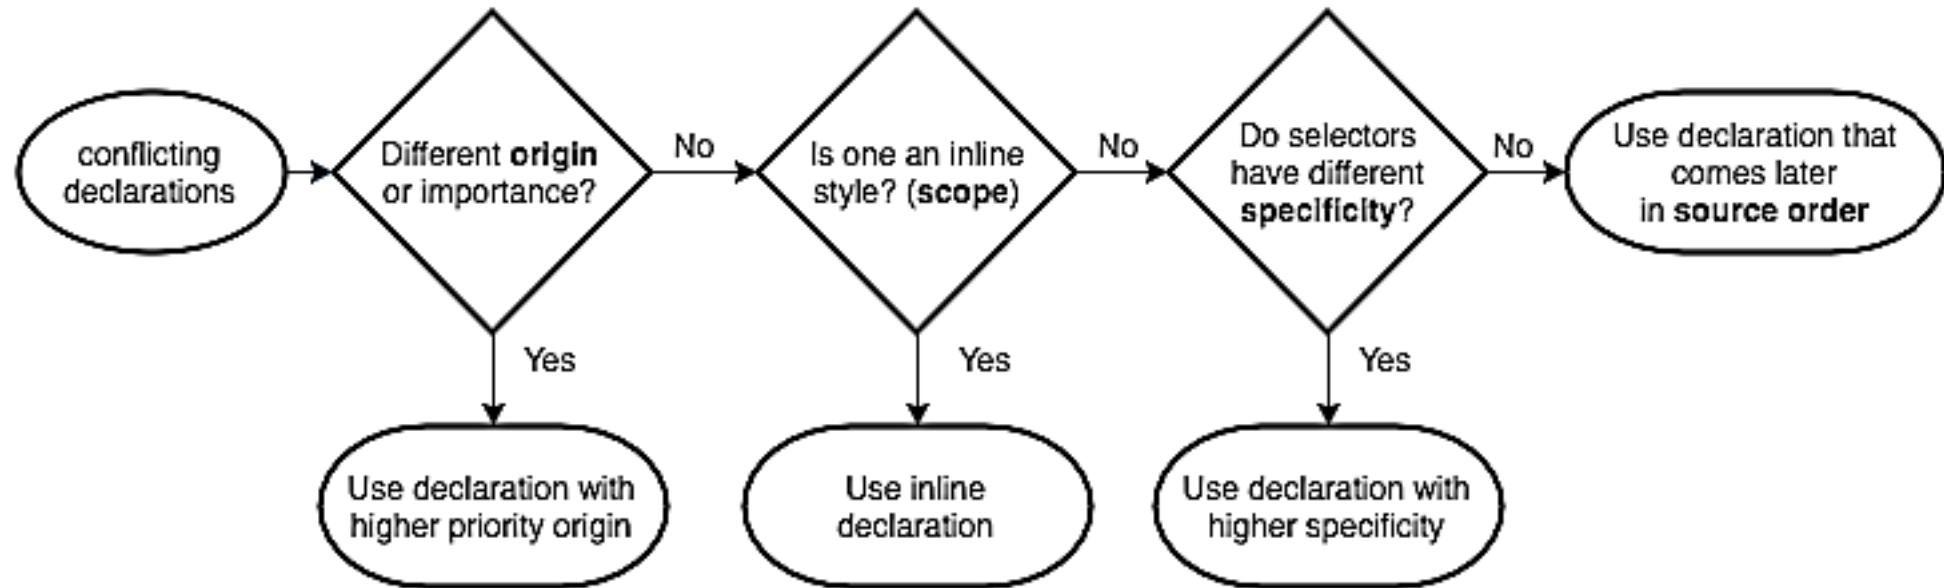 conflicting
declarations
Different origin
or importance?
No
Is one an inline
style? (scope)
No
Do selectors
have different
specificity?
No
Use declaration that
comes later
in source order
Yes
Use declaration with
higher priority origin
Yes
Use inline
declaration
Yes
Use declaration with
higher specificity